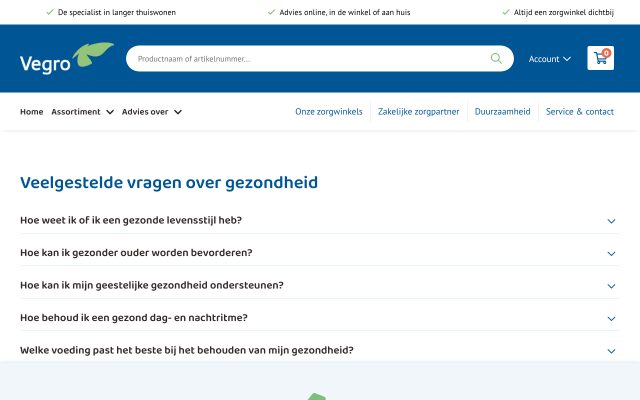 De specialist in langer thuiswonen
Advies online, in de winkel of aan huis
Altijd een zorgwinkel dichtbij
Vegro
Productnaam of artikelnummer...
Account
0
Home
Assortiment
Advies over
Onze zorgwinkels
Zakelijke zorgpartner
Duurzaamheid
Service & contact
Veelgestelde vragen over gezondheid
Hoe weet ik of ik een gezonde levensstijl heb?
Hoe kan ik gezonder ouder worden bevorderen?
Hoe kan ik mijn geestelijke gezondheid ondersteunen?
Hoe behoud ik een gezond dag- en nachtritme?
Welke voeding past het beste bij het behouden van mijn gezondheid?